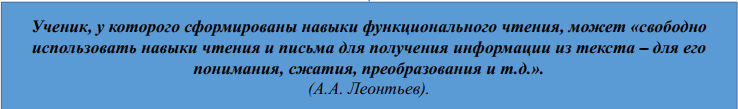 Ученик, у которого сформированы навыки функционального чтения, может «свободно
использовать навыки чтения и письма для получения информации из текста – для его
понимания, сжатия, преобразования и т.д.».
(А.А. Леонтьев).